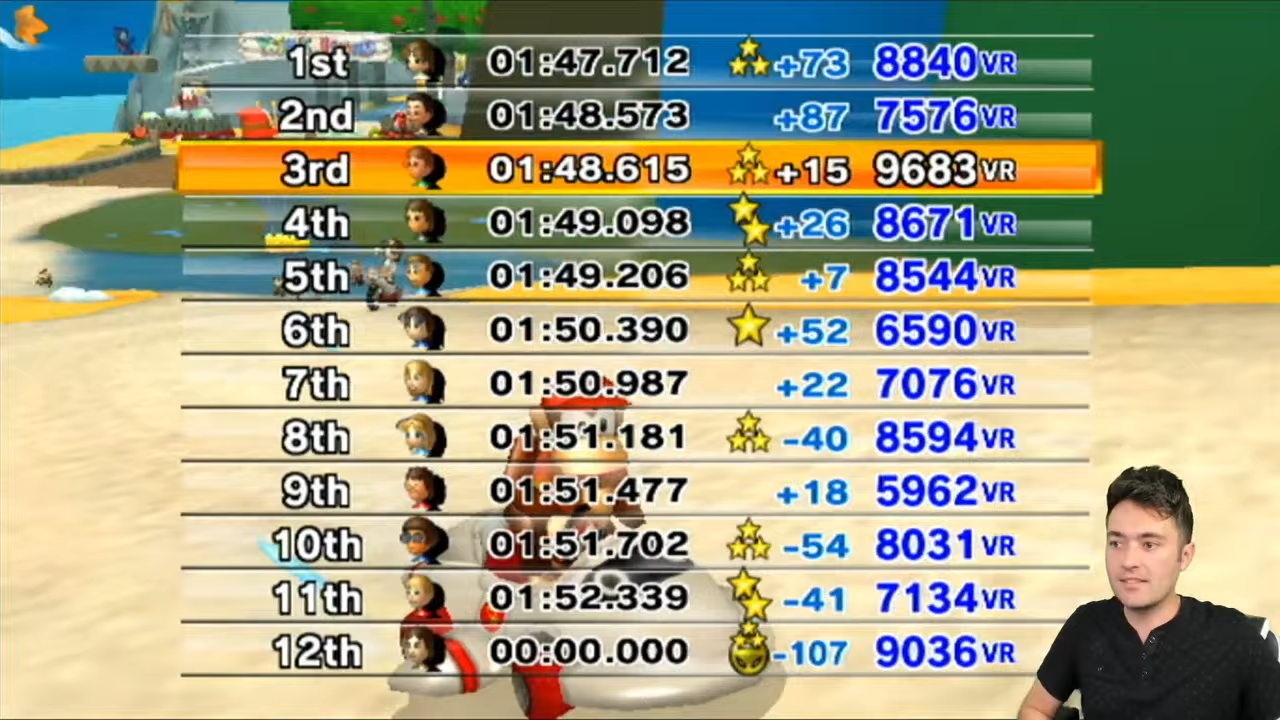 1st 01:47.712 +73 8840VR
2nd 01:48.573 +87 7576VR
3rd 01:48.615 +15 9683VR
4th 01:49.098 +26 8671VR
5th 01:49.206 +7 8544VR
6th 01:50.390 +52 6590VR
7th 01:50.987 +22 7076VR
8th 01:51.181 -40 8594VR
9th 01:51.477 +18 5962VR
10th 01:51.702 -54 8031VR
11th 01:52.339 -41 7134VR
12th 00:00.000 -107 9036VR